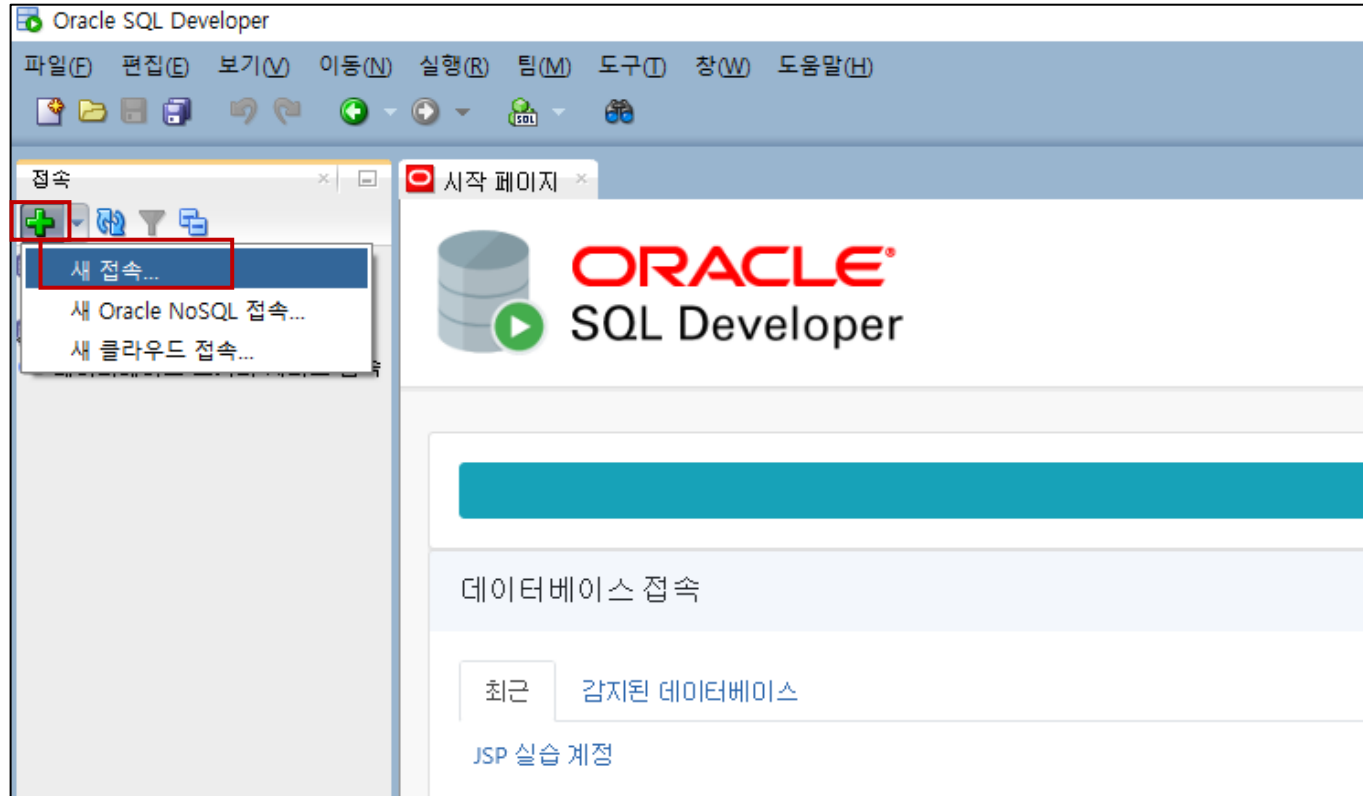 Oracle SQL Developer
파일(F) 편집(E) 보기(V) 이동(N) 실행(R) 팀(M) 도구(T) 창(W) 도움말(H)
SQL
접속
시작 페이지
새 접속...
새 Oracle NoSQL 접속...
새 클라우드 접속...
접속
ORACLE
SQL Developer
데이터베이스 접속
최근 감지된 데이터베이스
JSP 실습 계정